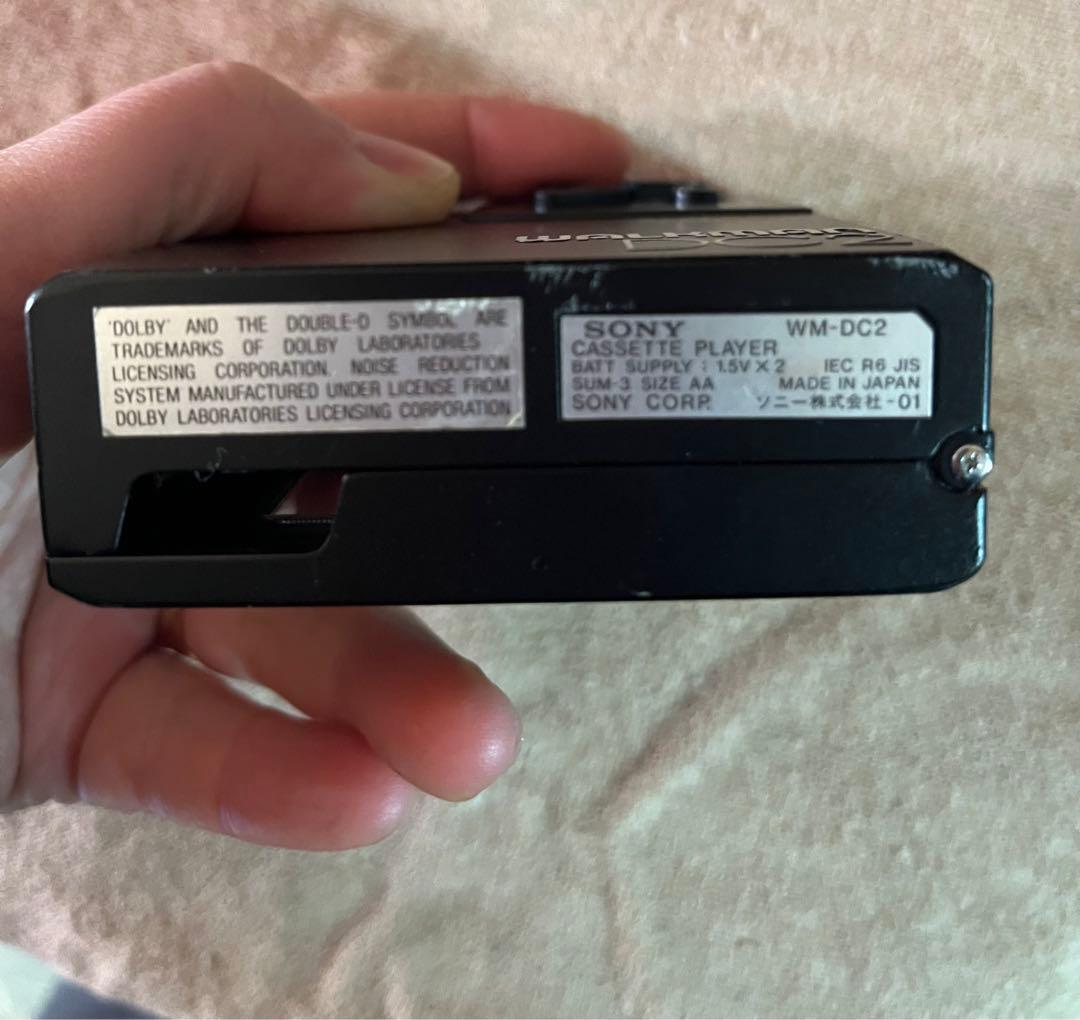 'DOLBY' AND THE DOUBLE-D SYMBOL ARE
TRADEMARKS OF DOLBY LABORATORIES
LICENSING CORPORATION. NOISE REDUCTION
SYSTEM MANUFACTURED UNDER LICENSE FROM
DOLBY LABORATORIES LICENSING CORPORATION
SONY WM-DC2
CASSETTE PLAYER
BATT SUPPLY : 1.5V X 2 IEC R6 JIS
SUM-3 SIZE AA MADE IN JAPAN
SONY CORP. ソニー株式会社-01